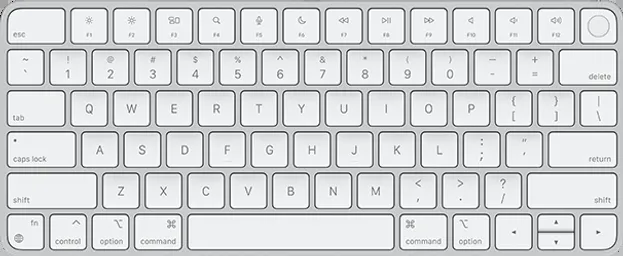 esc F1 F2 F3 F4 F5 F6 F7 F8 F9 F10 F11 F12
~ ! @ # $ % ^ & * ( ) — +
` 1 2 3 4 5 6 7 8 9 0 - = delete
tab Q W E R T Y U I O P { [ } ] | \
caps lock A S D F G H J K L : ; " ' return
shift Z X C V B N M < , > . ? / shift
fn ^ control ⌥ option ⌘ command ⌘ command ⌥ option ◄ ▲ ▼ ►